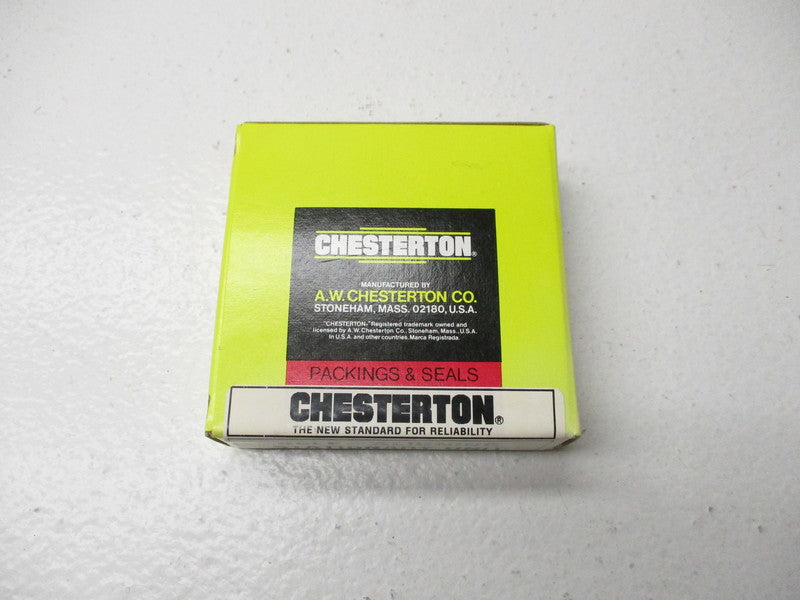 CHESTERTON®
MANUFACTURED BY
A.W. CHESTERTON CO.
STONEHAM, MASS. 02180, U.S.A.
"CHESTERTON-" Registered trademark owned and
licensed by A.W. Chesterton Co., Stoneham, Mass., U.S.A.
in U.S.A. and other countries. Marca Registrada.
PACKINGS & SEALS
CHESTERTON®
THE NEW STANDARD FOR RELIABILITY